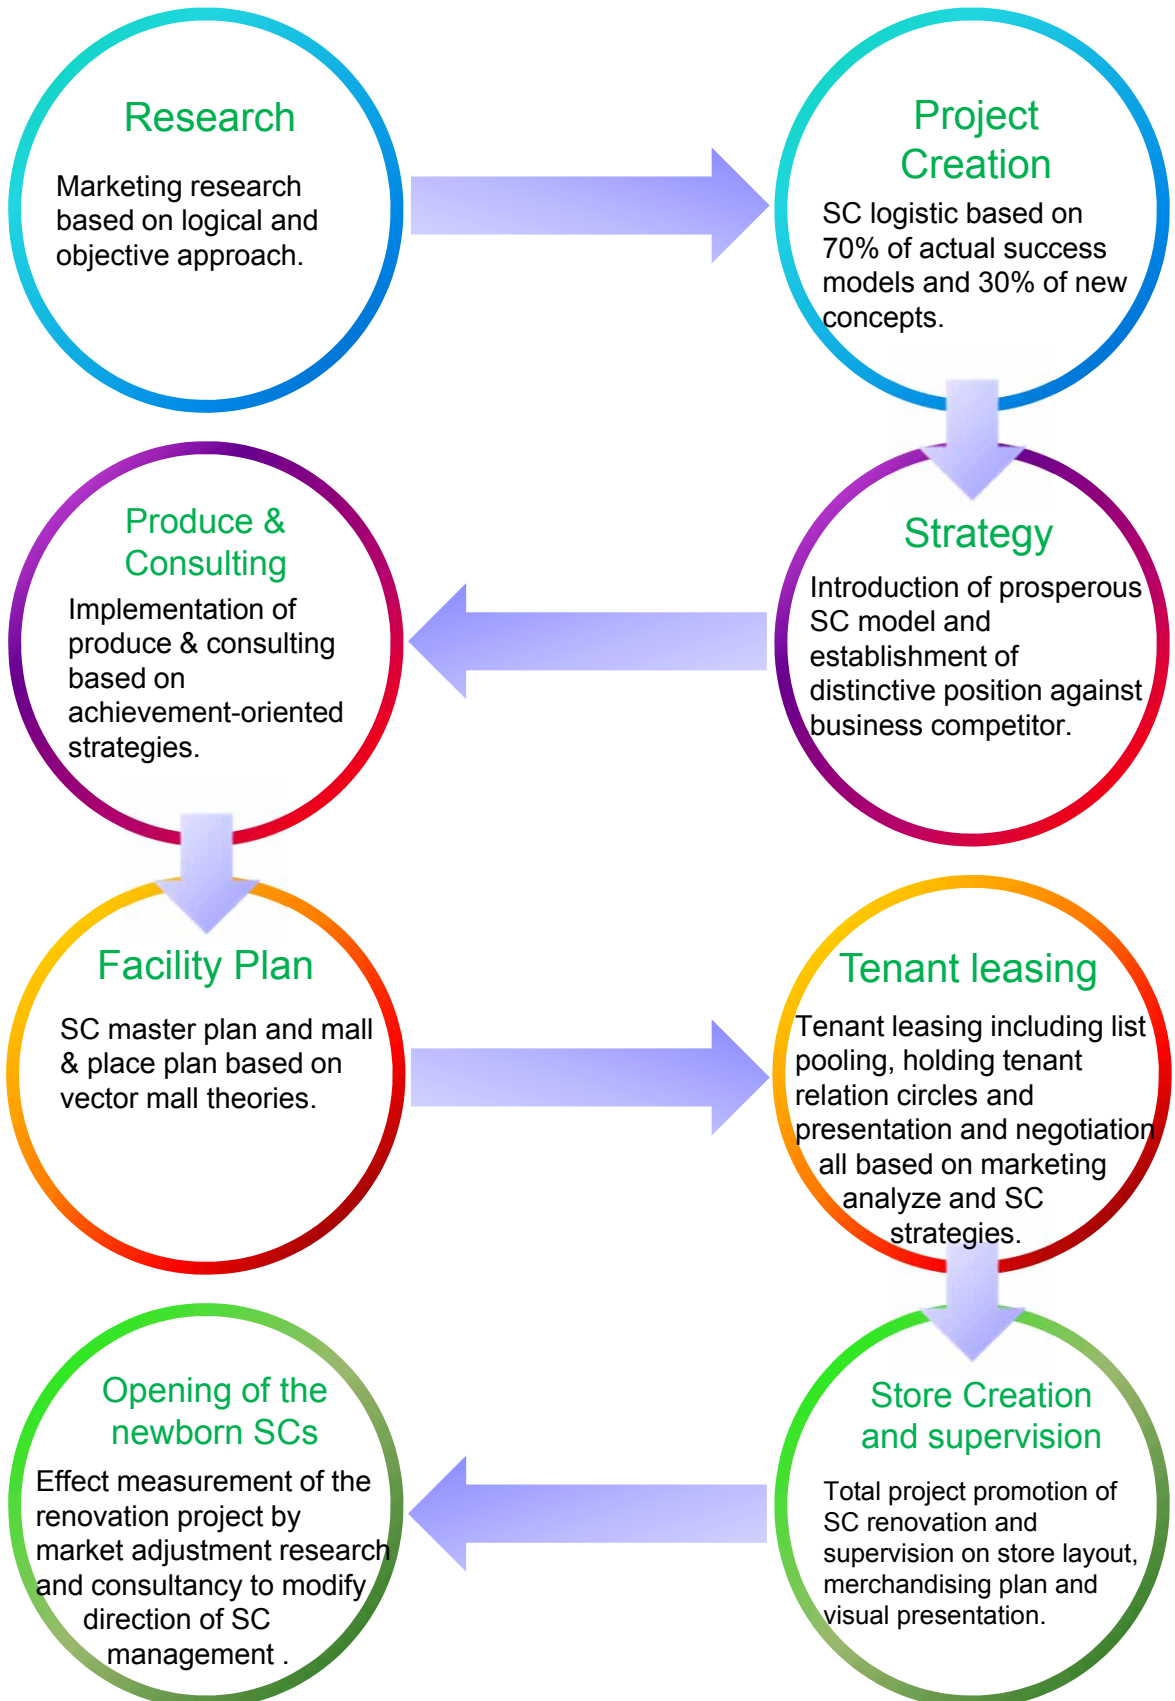 Research
Marketing research
based on logical and
objective approach.
Project
Creation
SC logistic based on
70% of actual success
models and 30% of new
concepts.
Strategy
Introduction of prosperous
SC model and
establishment of
distinctive position against
business competitor.
Produce &
Consulting
Implementation of
produce & consulting
based on
achievement-oriented
strategies.
Facility Plan
SC master plan and mall
& place plan based on
vector mall theories.
Tenant leasing
Tenant leasing including list
pooling, holding tenant
relation circles and
presentation and negotiation
all based on marketing
analyze and SC
strategies.
Store Creation
and supervision
Total project promotion of
SC renovation and
supervision on store layout,
merchandising plan and
visual presentation.
Opening of the
newborn SCs
Effect measurement of the
renovation project by
market adjustment research
and consultancy to modify
direction of SC
management .